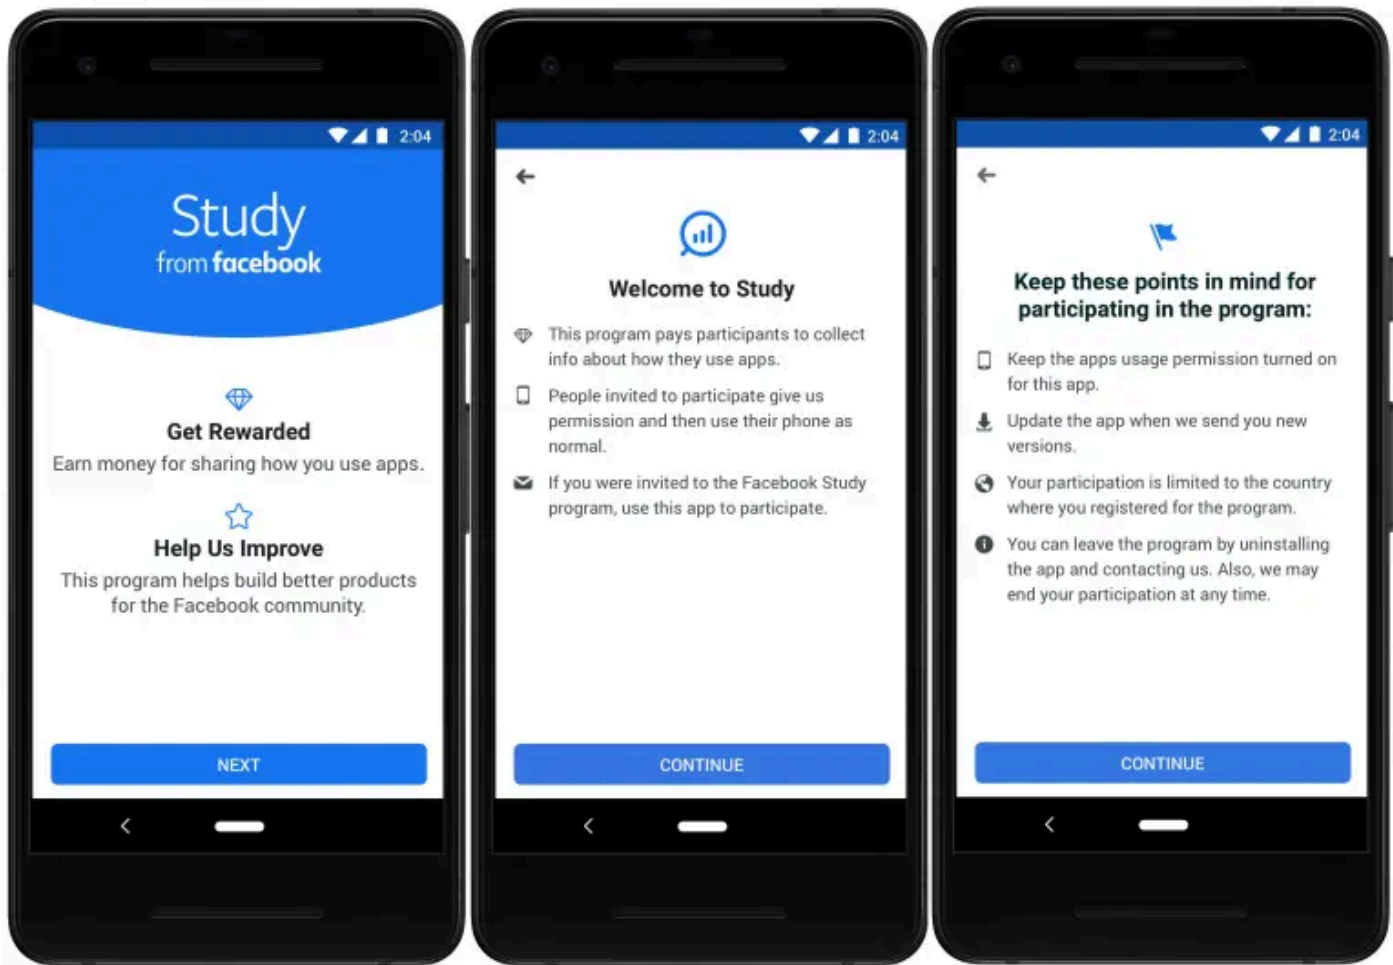 2:04
Study
from facebook
Get Rewarded
Earn money for sharing how you use apps.
Help Us Improve
This program helps build better products
for the Facebook community.
NEXT
2:04
Welcome to Study
This program pays participants to collect
info about how they use apps.
People invited to participate give us
permission and then use their phone as
normal.
If you were invited to the Facebook Study
program, use this app to participate.
CONTINUE
2:04
Keep these points in mind for
participating in the program:
Keep the apps usage permission turned on
for this app.
Update the app when we send you new
versions.
Your participation is limited to the country
where you registered for the program.
You can leave the program by uninstalling
the app and contacting us. Also, we may
end your participation at any time.
CONTINUE